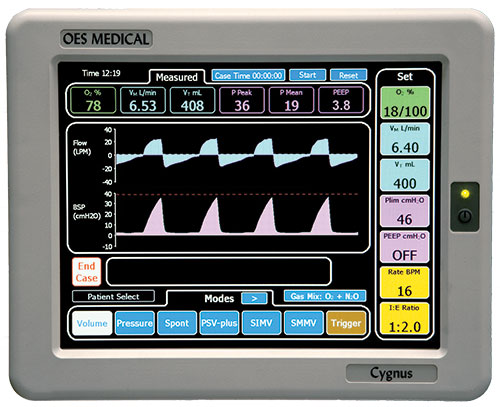 OES MEDICAL
Time 12:19
Measured
Case Time 00:00:00
Start
Reset
Set
O₂ %
78
VM L/min
6.53
VT mL
408
P Peak
36
P Mean
19
PEEP
3.8
O₂ %
18/100
VM L/min
6.40
VT mL
400
Plim cmH₂O
46
PEEP cmH₂O
OFF
Rate BPM
16
I:E Ratio
1:2.0
Flow
(LPM)
40
20
0
-20
-40
BSP
(cmH2O)
40
30
20
10
0
End
Case
Patient Select
Modes
>
Gas Mix: O₂ + N₂O
Volume
Pressure
Spont
PSV-plus
SIMV
SMMV
Trigger
Cygnus